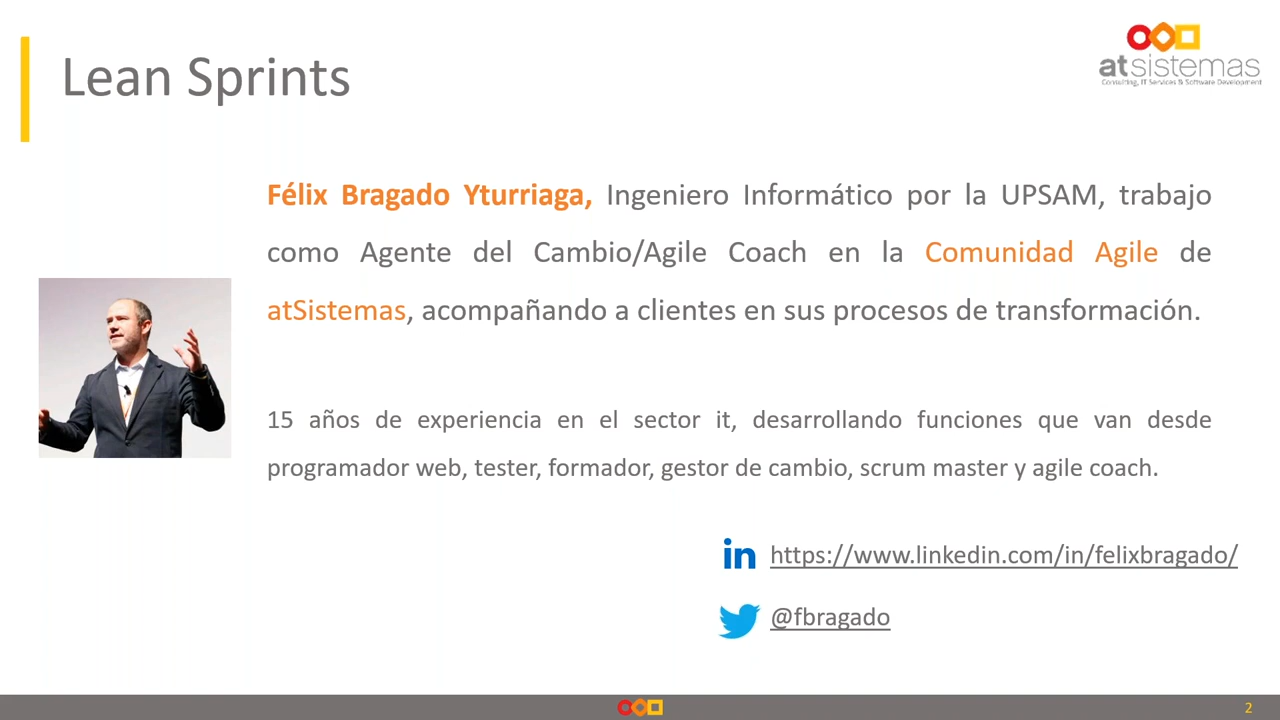 Lean Sprints
atsistemas
Consulting, IT Services & Software Development
Félix Bragado Yturriaga, Ingeniero Informático por la UPSAM, trabajo
como Agente del Cambio/Agile Coach en la Comunidad Agile de
atSistemas, acompañando a clientes en sus procesos de transformación.
15 años de experiencia en el sector it, desarrollando funciones que van desde
programador web, tester, formador, gestor de cambio, scrum master y agile coach.
in https://www.linkedin.com/in/felixbragado/
@fbragado
2